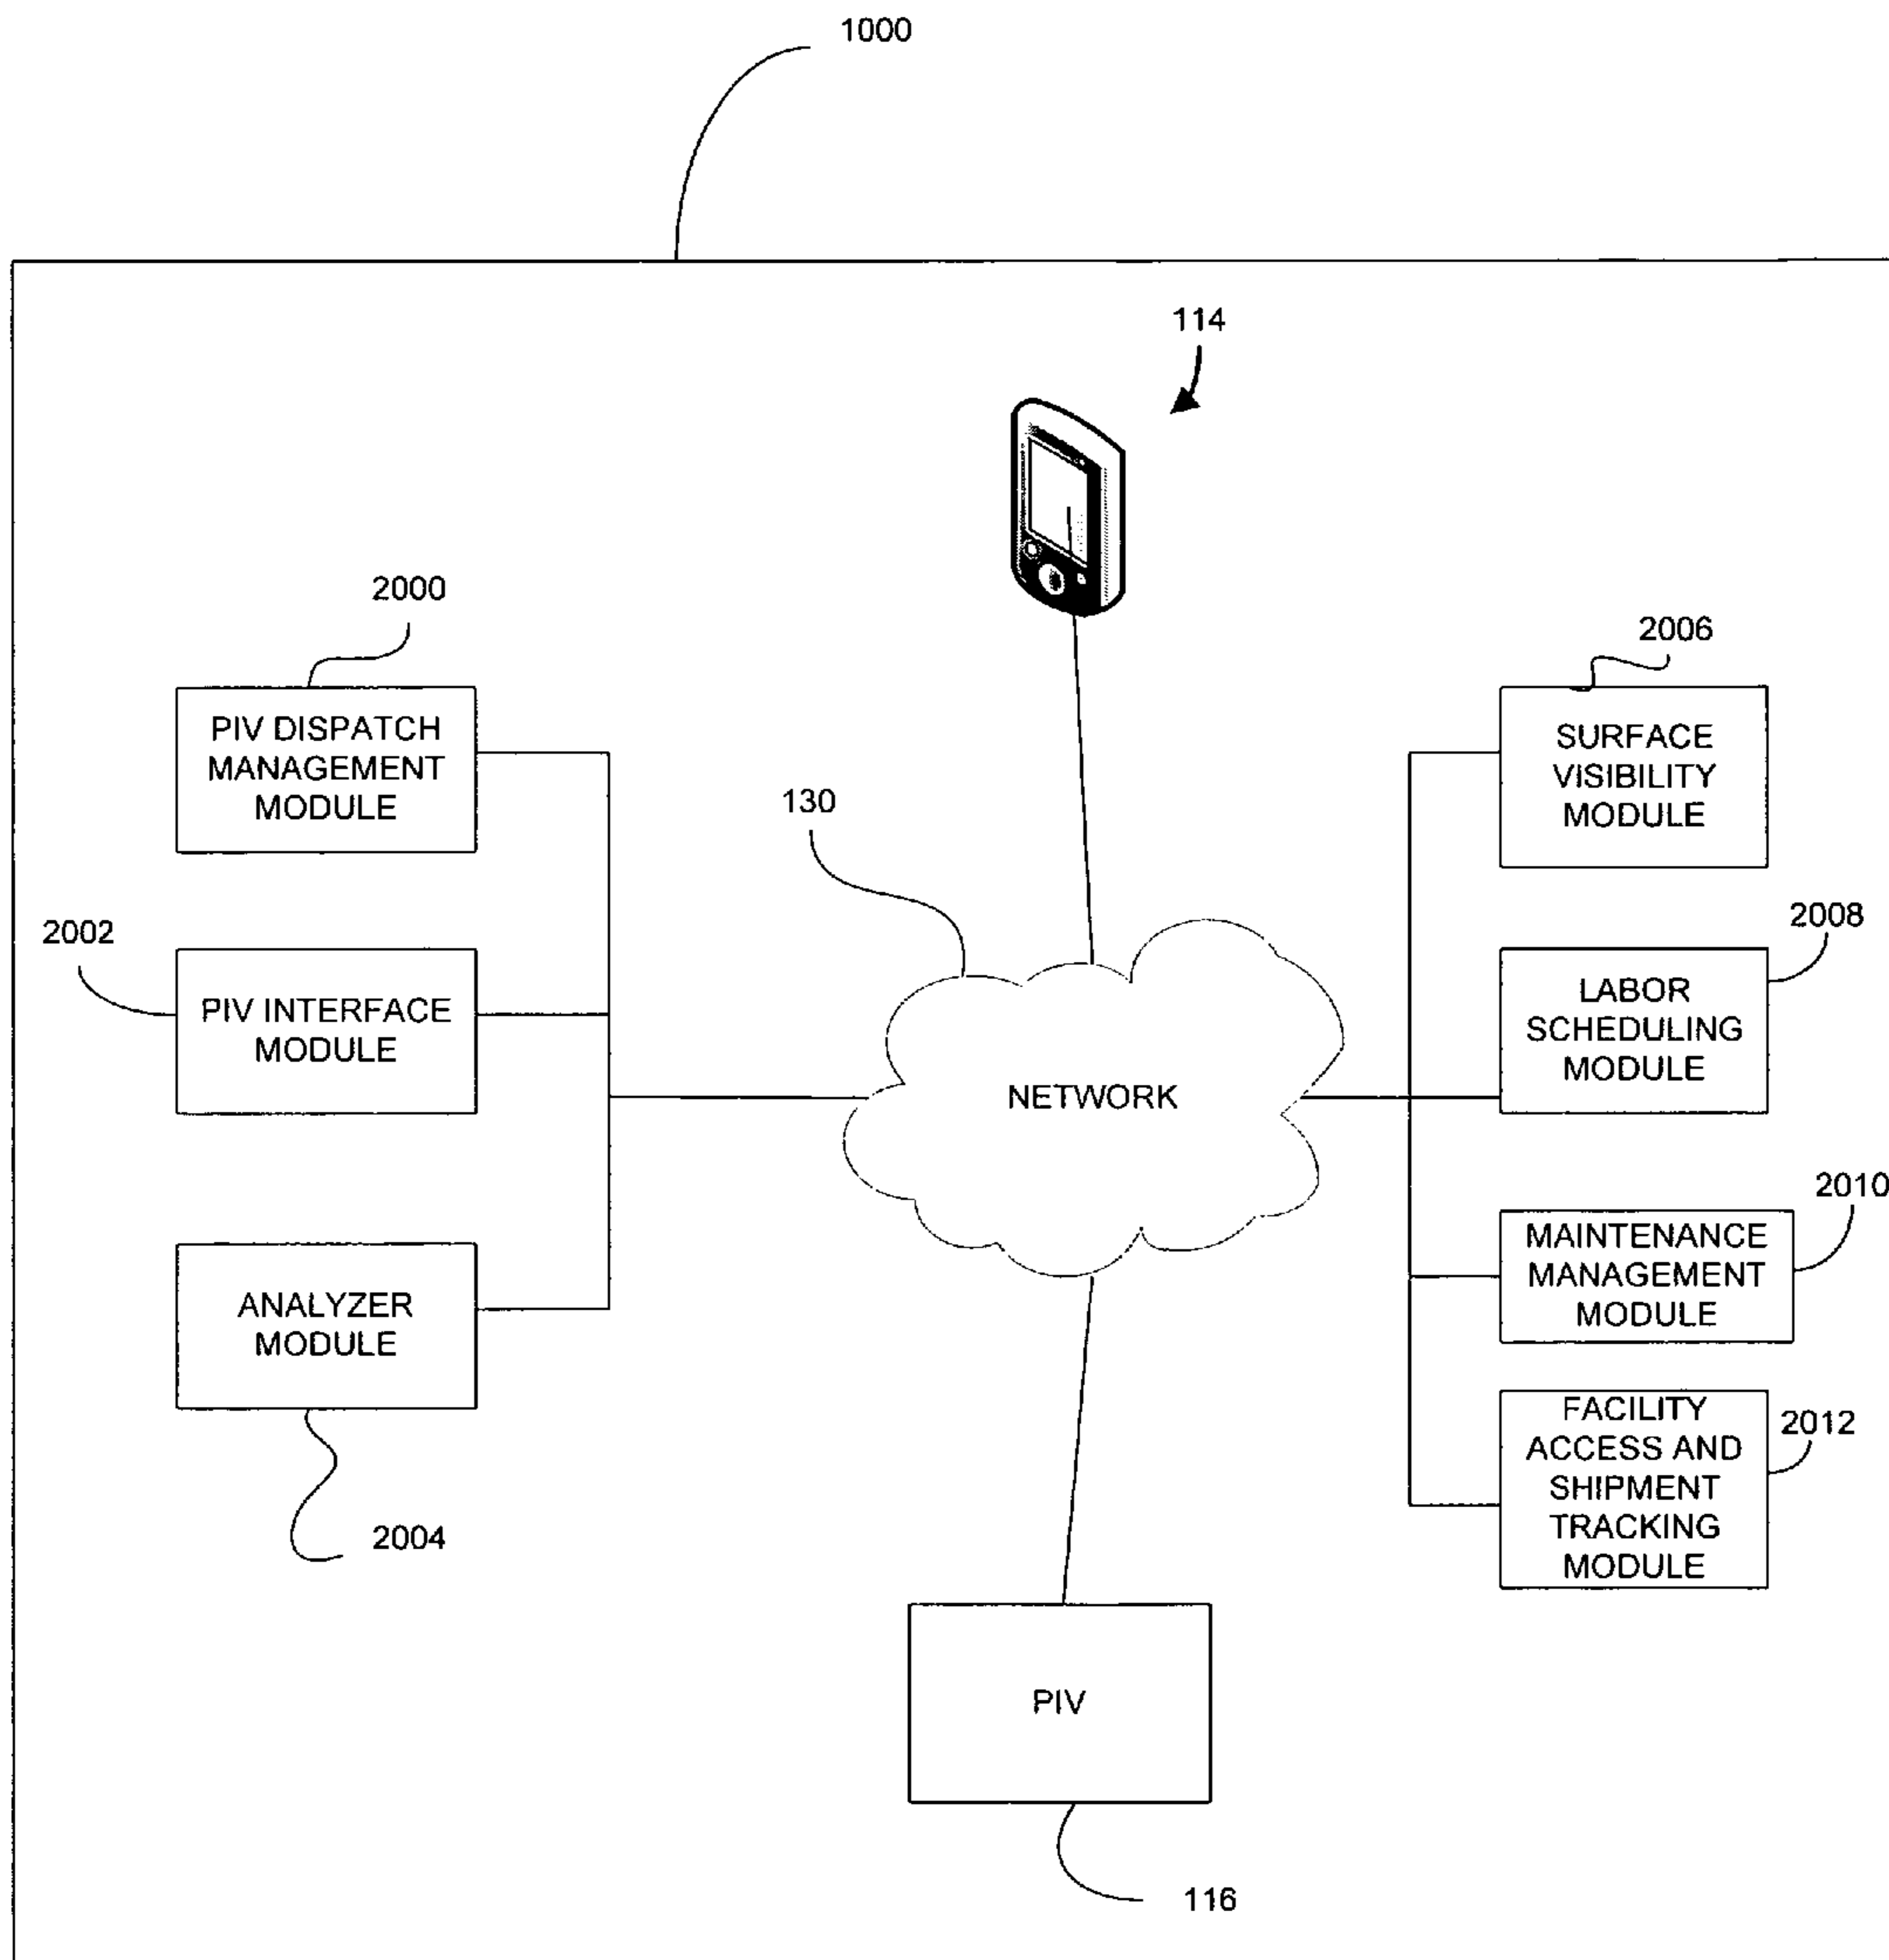 1000
114
2000
PIV DISPATCH
MANAGEMENT
MODULE
2006
SURFACE
VISIBILITY
MODULE
130
2002
PIV INTERFACE
MODULE
2008
LABOR
SCHEDULING
MODULE
NETWORK
2010
MAINTENANCE
MANAGEMENT
MODULE
ANALYZER
MODULE
2004
2012
FACILITY
ACCESS AND
SHIPMENT
TRACKING
MODULE
PIV
116